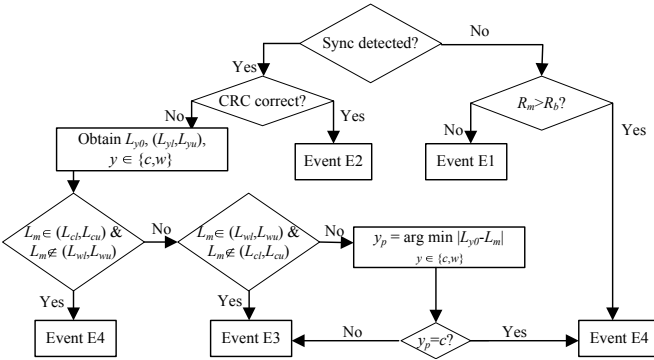 Sync detected?
No
Yes
CRC correct?
R_m>R_b?
No
Yes
No
Yes
Obtain L_y0, (L_yl,L_yu),
y ∈ {c,w}
Event E2
Event E1
L_m∈ (L_cl,L_cu) &
L_m∉ (L_wl,L_wu)
No
L_m∈ (L_wl,L_wu) &
L_m∉ (L_cl,L_cu)
No
y_p = arg min |L_y0-L_m|
y ∈ {c,w}
Yes
Yes
Event E4
Event E3
No
y_p=c?
Yes
Event E4